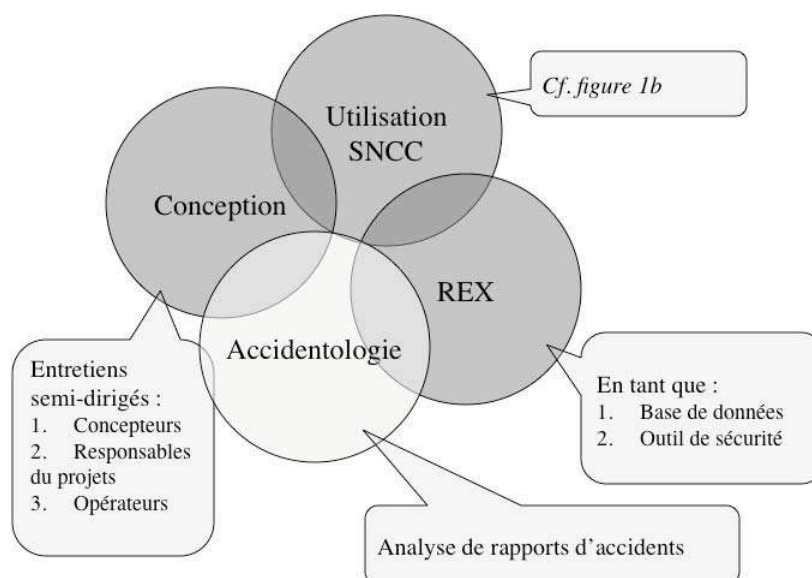 Utilisation
SNCC
Cf. figure 1b
Conception
REX
Accidentologie
Entretiens
semi-dirigés :
1. Concepteurs
2. Responsables
du projets
3. Opérateurs
En tant que :
1. Base de données
2. Outil de sécurité
Analyse de rapports d’accidents